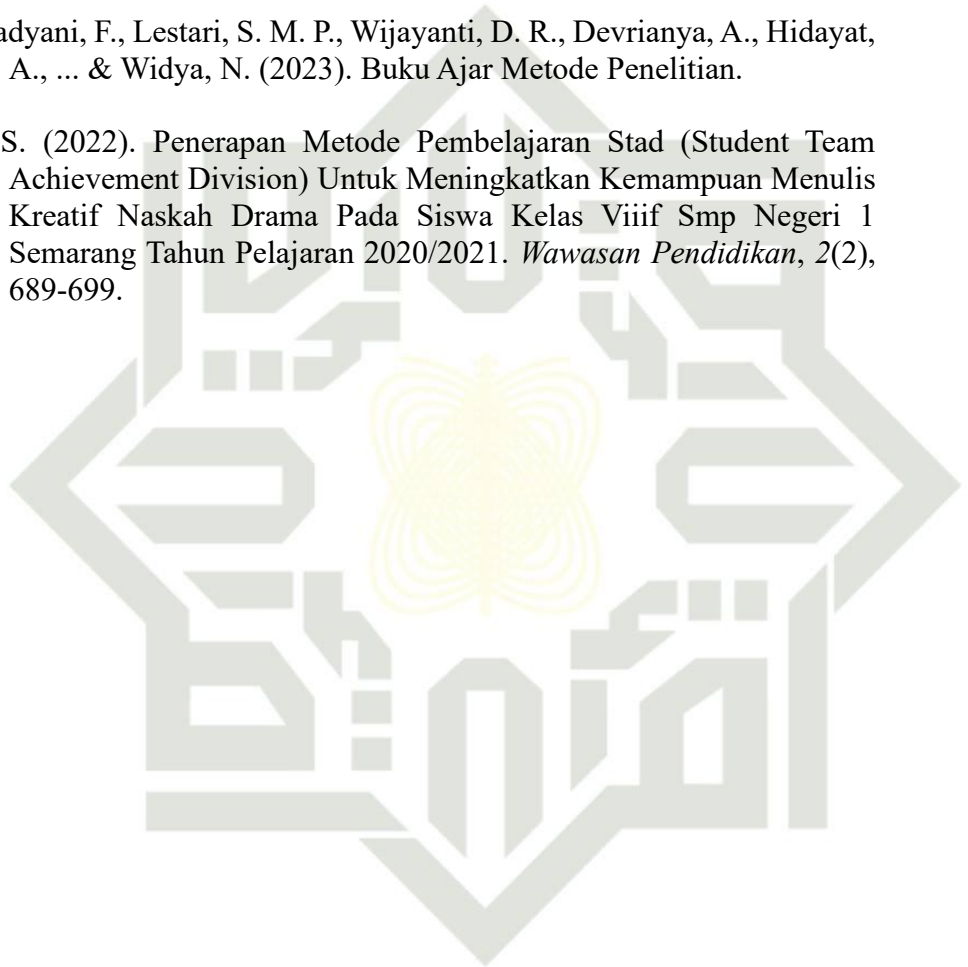 adyani, F., Lestari, S. M. P., Wijayanti, D. R., Devrianya, A., Hidayat,
A., ... & Widya, N. (2023). Buku Ajar Metode Penelitian.
S. (2022). Penerapan Metode Pembelajaran Stad (Student Team
Achievement Division) Untuk Meningkatkan Kemampuan Menulis
Kreatif Naskah Drama Pada Siswa Kelas Viiif Smp Negeri 1
Semarang Tahun Pelajaran 2020/2021. Wawasan Pendidikan, 2(2),
689-699.